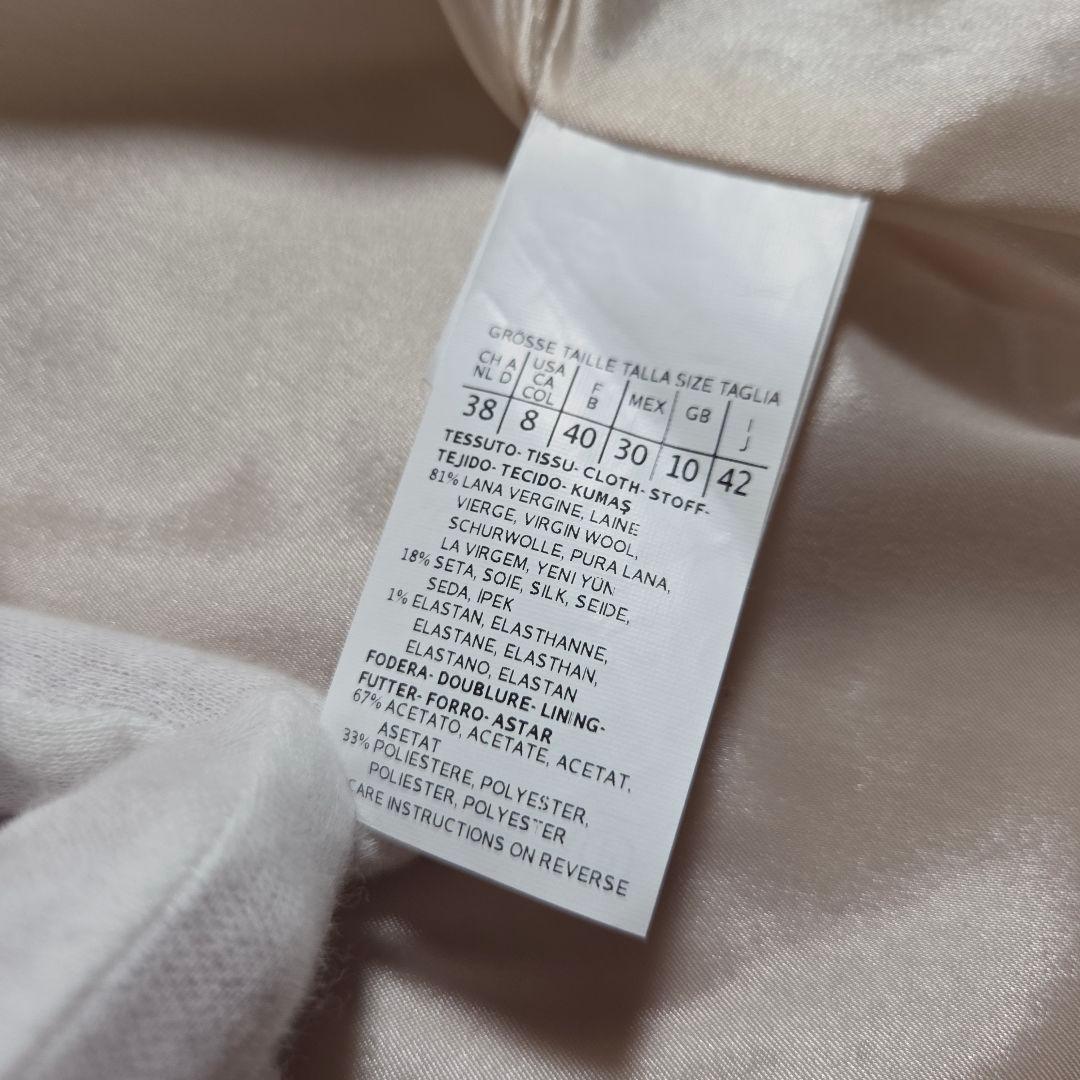 GRÖSSE TAILLE TALLA SIZE TAGLIA
CH A NL D USA CA COL F B MEX GB I J
38 8 40 30 10 42
TESSUTO- TISSU- CLOTH- STOFF-
TEJIDO- TECIDO- KUMAŞ
81% LANA VERGINE, LAINE
VIERGE, VIRGIN WOOL,
SCHURWOLLE, PURA LANA,
LA VIRGEM, YENI YÜN
18% SETA, SOIE, SILK, SEIDE,
SEDA, IPEK
1% ELASTAN, ELASTHANNE,
ELASTANE, ELASTHAN,
ELASTANO, ELASTAN
FODERA- DOUBLURE- LINING-
FUTTER- FORRO- ASTAR
67% ACETATO, ACETATE, ACETAT,
ASETAT
33% POLIESTERE, POLYESTER,
POLIESTER, POLYESTER
CARE INSTRUCTIONS ON REVERSE